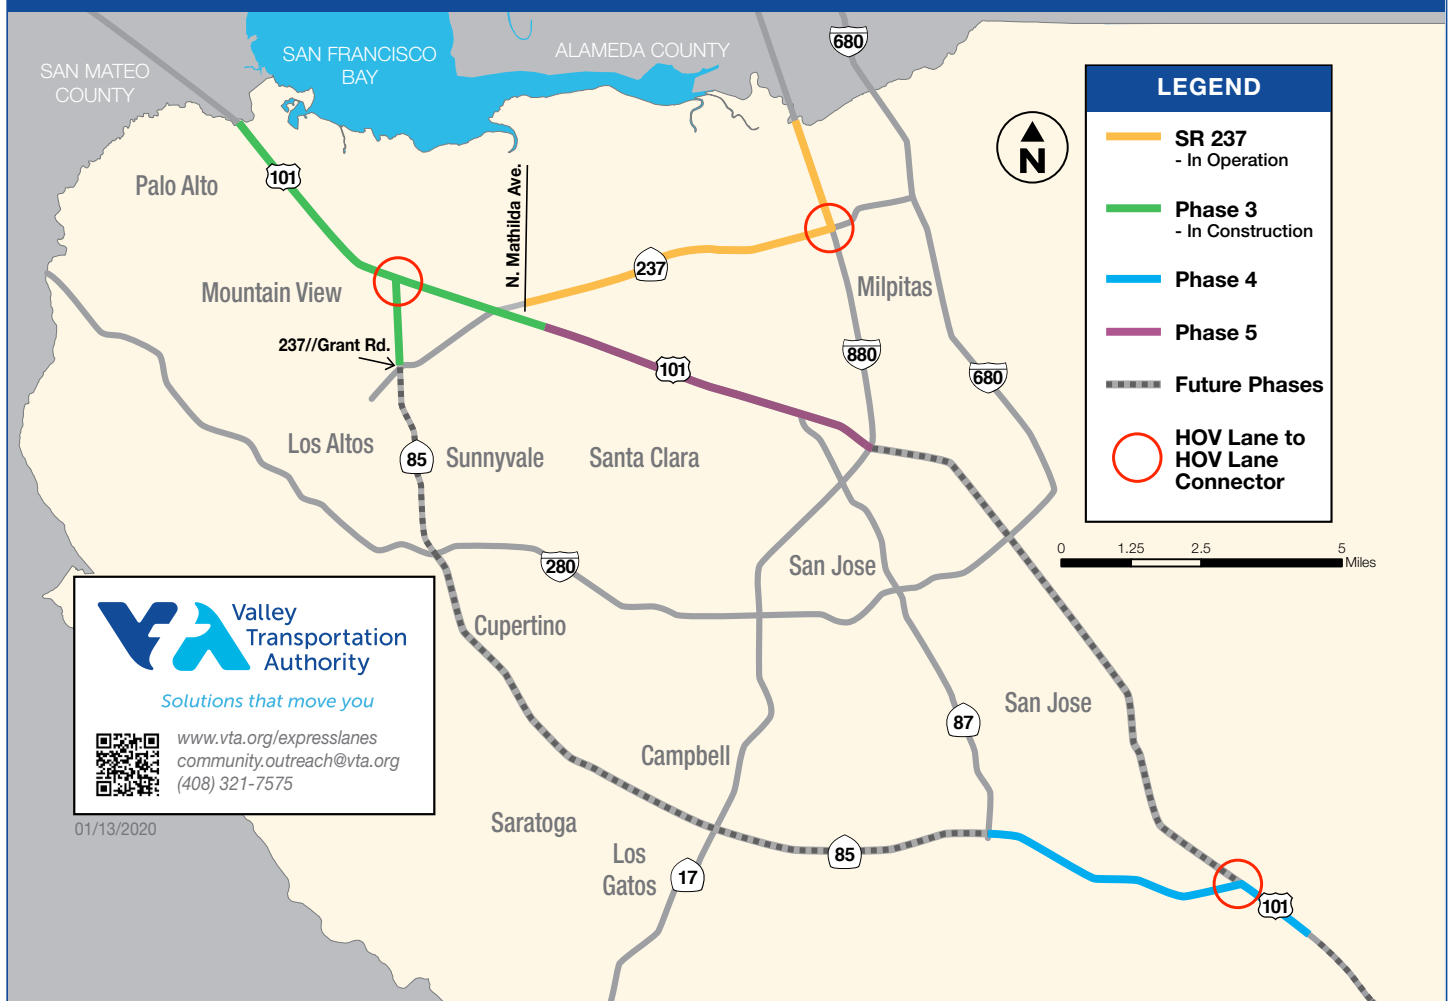 SAN MATEO
COUNTY
SAN FRANCISCO
BAY
ALAMEDA COUNTY
680
LEGEND
SR 237
- In Operation
Phase 3
- In Construction
Phase 4
Phase 5
Future Phases
HOV Lane to
HOV Lane
Connector
N
0 1.25 2.5 5
Miles
Palo Alto
101
N. Mathilda Ave.
237
Mountain View
Milpitas
237//Grant Rd.
880
101
680
Los Altos
85
Sunnyvale
Santa Clara
280
San Jose
Cupertino
San Jose
87
Campbell
Saratoga
Los
Gatos
85
17
101
Valley
Transportation
Authority
Solutions that move you
www.vta.org/expresslanes
community.outreach@vta.org
(408) 321-7575
01/13/2020